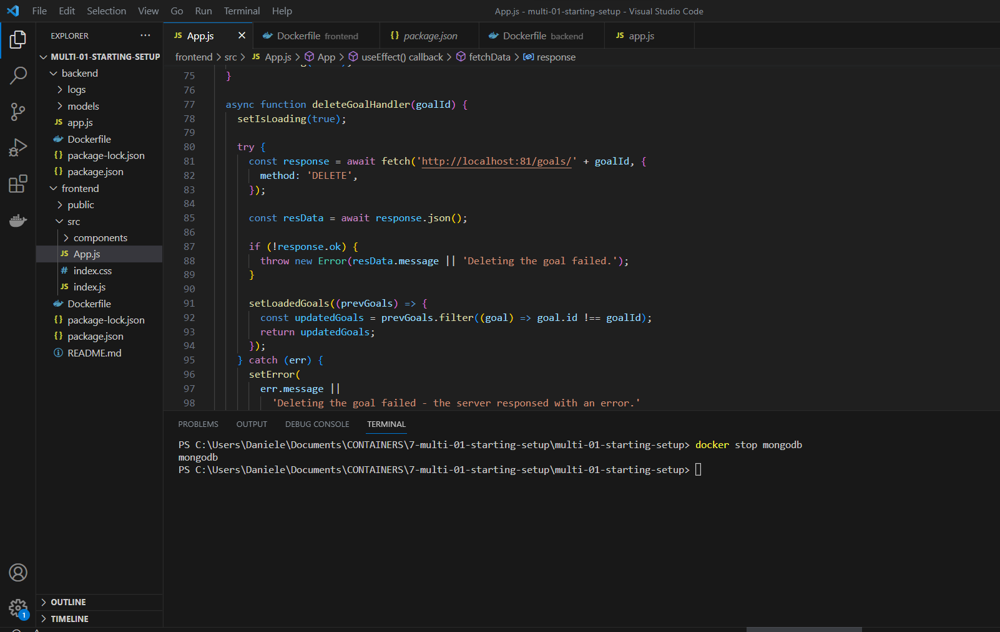 File Edit Selection View Go Run Terminal Help
App.js - multi-01-starting-setup - Visual Studio Code
EXPLORER
MULTI-01-STARTING-SETUP
backend
logs
models
JS app.js
Dockerfile
{} package-lock.json
{} package.json
frontend
public
src
components
JS App.js
# index.css
JS index.js
Dockerfile
{} package-lock.json
{} package.json
README.md
OUTLINE
TIMELINE
1
JS App.js
Dockerfile frontend
{} package.json
Dockerfile backend
JS app.js
frontend > src > JS App.js > App > useEffect() callback > fetchData > response
75 }
76
77 async function deleteGoalHandler(goalId) {
78 setIsLoading(true);
79
80 try {
81 const response = await fetch('http://localhost:81/goals/' + goalId, {
82 method: 'DELETE',
83 });
84
85 const resData = await response.json();
86
87 if (!response.ok) {
88 throw new Error(resData.message || 'Deleting the goal failed.');
89 }
90
91 setLoadedGoals((prevGoals) => {
92 const updatedGoals = prevGoals.filter((goal) => goal.id !== goalId);
93 return updatedGoals;
94 });
95 } catch (err) {
96 setError(
97 err.message ||
98 'Deleting the goal failed - the server responsed with an error.'
PROBLEMS OUTPUT DEBUG CONSOLE TERMINAL
PS C:\Users\Daniele\Documents\CONTAINERS\7-multi-01-starting-setup\multi-01-starting-setup> docker stop mongodb
mongodb
PS C:\Users\Daniele\Documents\CONTAINERS\7-multi-01-starting-setup\multi-01-starting-setup>